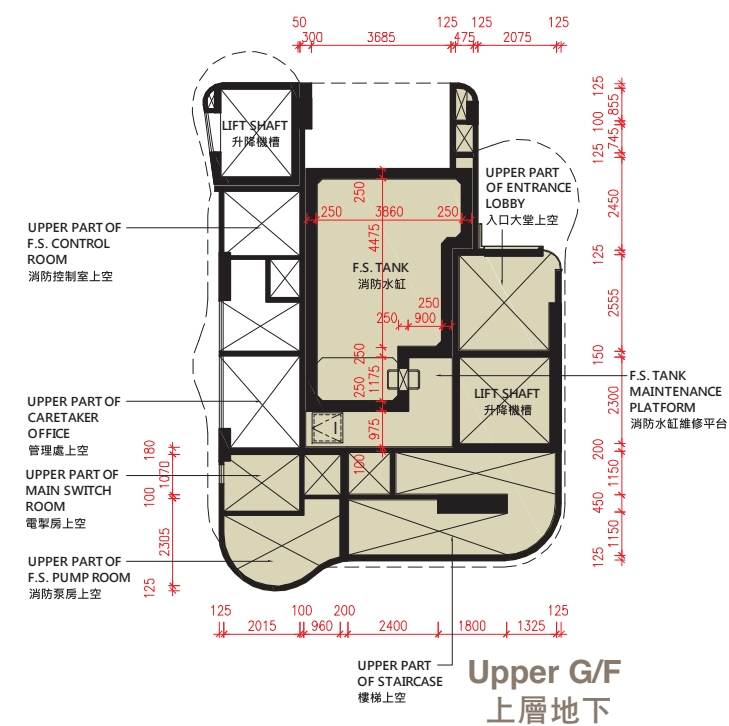 50
300
3685
125
475
125
2075
125
125
855
100
745
125
2450
125
2555
150
2300
200
1150
450
1150
125
LIFT SHAFT
升降機槽
UPPER PART
OF ENTRANCE
LOBBY
入口大堂上空
250
250
3860
250
4475
F.S. TANK
消防水缸
250
250
900
250
1175
250
975
100
UPPER PART OF
F.S. CONTROL
ROOM
消防控制室上空
F.S. TANK
MAINTENANCE
PLATFORM
消防水缸維修平台
LIFT SHAFT
升降機槽
UPPER PART OF
CARETAKER
OFFICE
管理處上空
UPPER PART OF
MAIN SWITCH
ROOM
電掣房上空
UPPER PART OF
F.S. PUMP ROOM
消防泵房上空
180
1070
100
2305
125
125
2015
100
960
200
2400
1800
1325
125
UPPER PART
OF STAIRCASE
樓梯上空
Upper G/F
上層地下